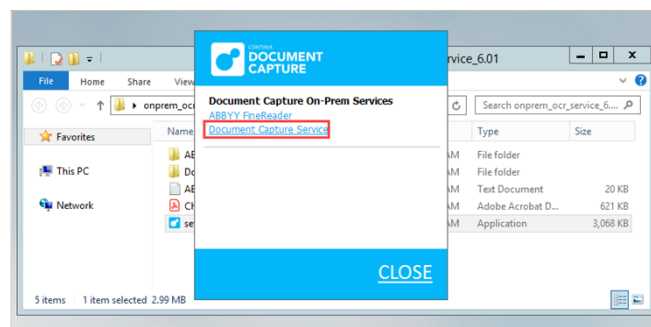 rvice_6.01
File Home Share View
onprem_ocr
Search onprem_ocr_service_6....
CONTINIA
DOCUMENT
CAPTURE
Document Capture On-Prem Services
ABBYY FineReader
Document Capture Service
CLOSE
Favorites
This PC
Network
Name Type Size
AB AM File folder
Do AM File folder
AB AM Text Document 20 KB
Ch AM Adobe Acrobat D... 621 KB
se AM Application 3,068 KB
5 items 1 item selected 2.99 MB